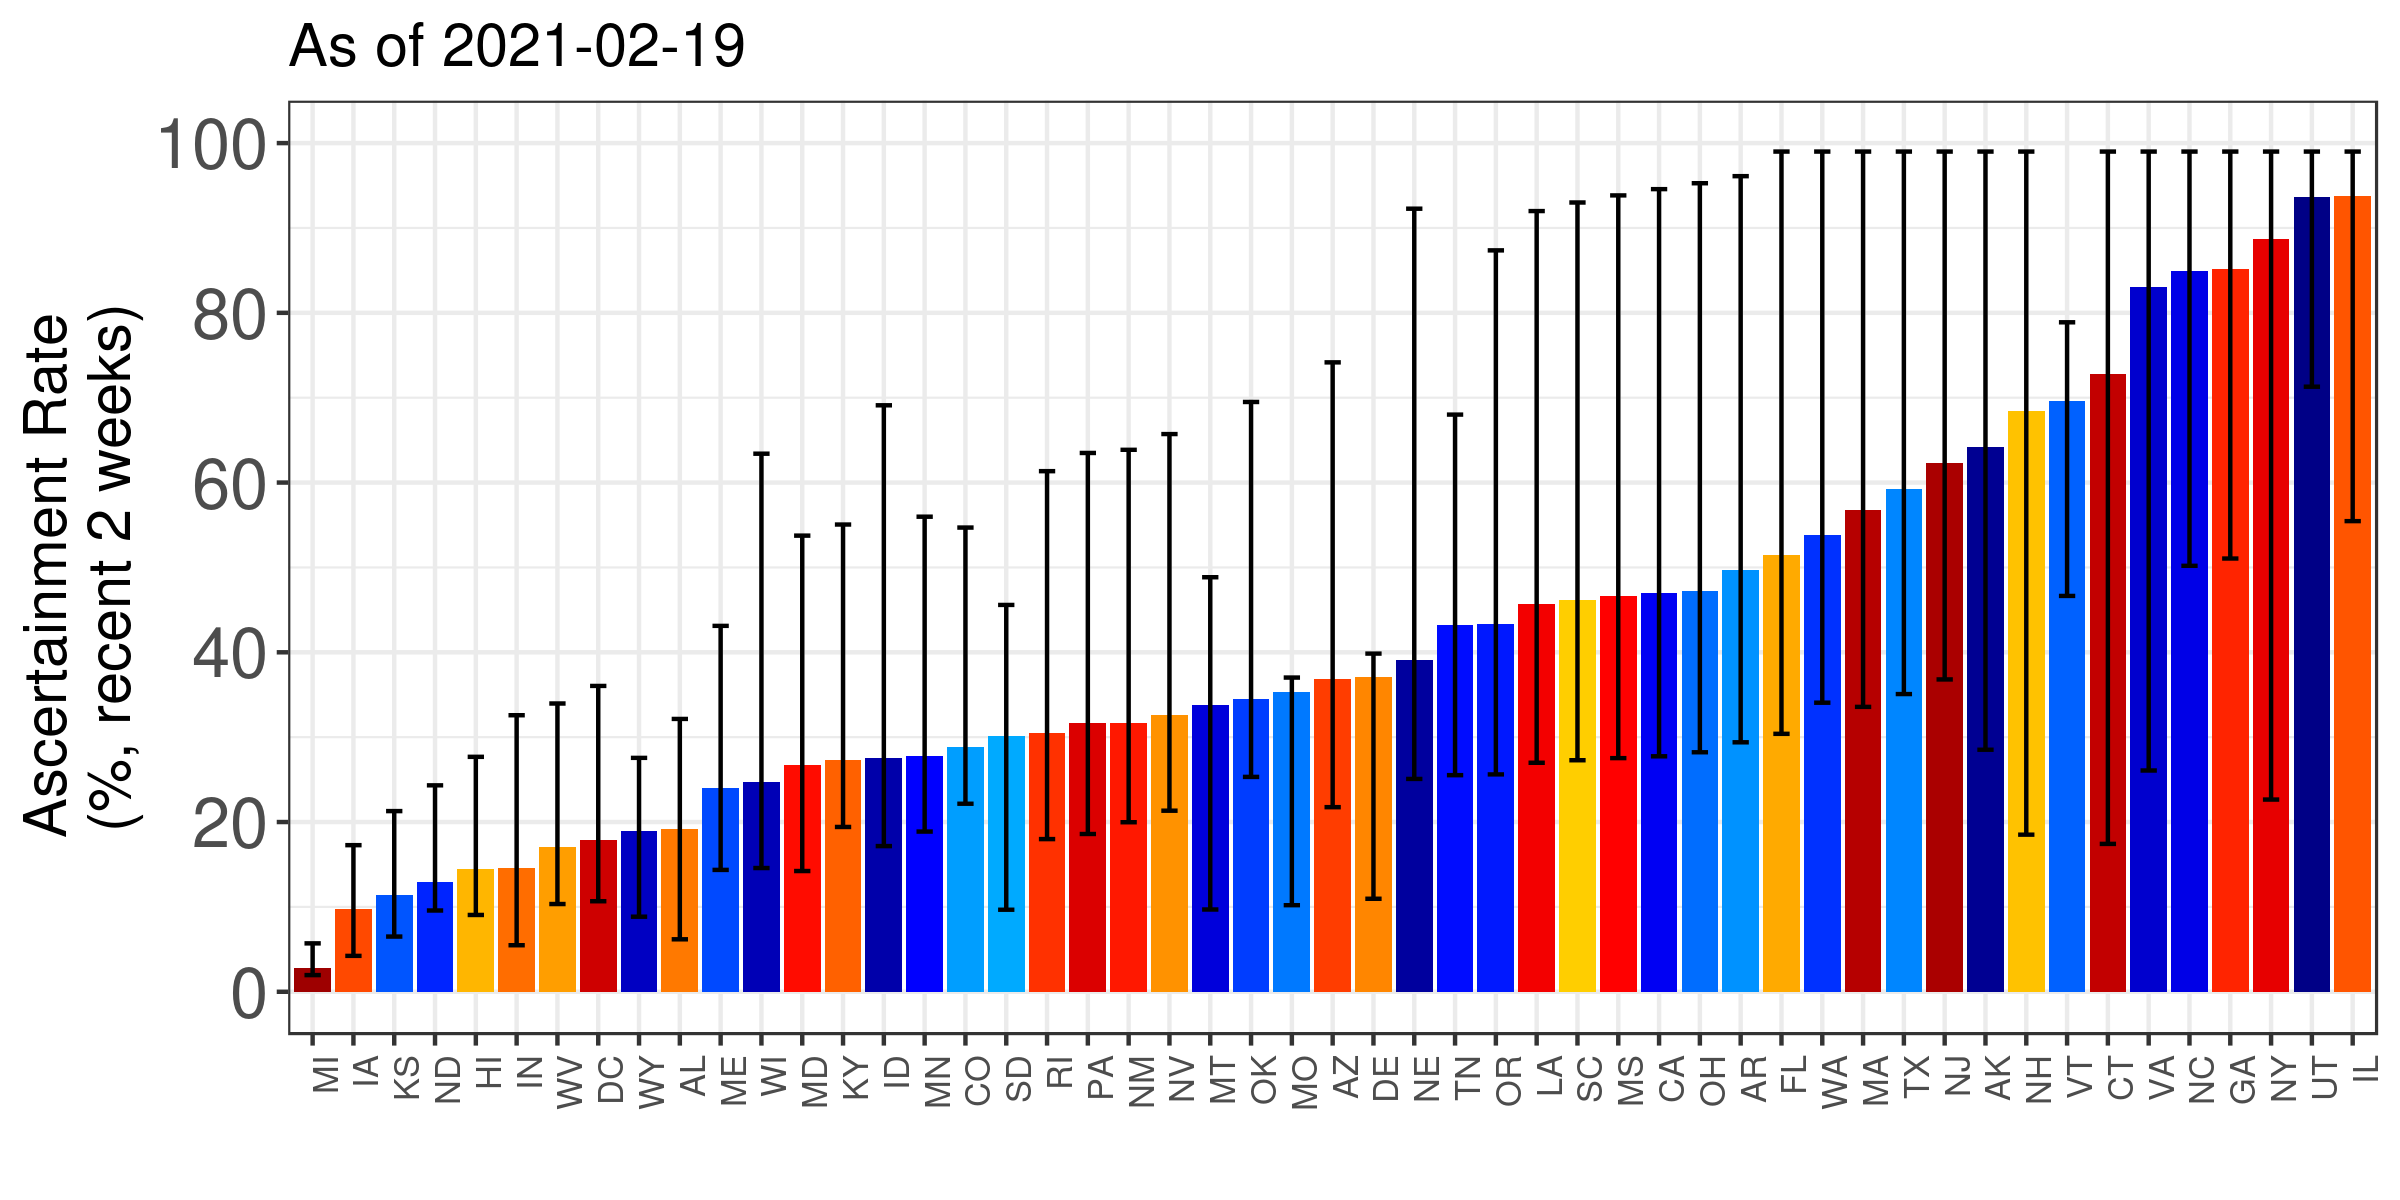 As of 2021-02-19
Ascertainment Rate
(%, recent 2 weeks)
100
80
60
40
20
0
MI IA KS ND HI IN WV DC WY AL ME WI MD KY ID MN CO SD RI PA NM NV MT OK MO AZ DE NE TN OR LA SC MS CA OH AR FL WA MA TX NJ AK NH VT CT VA NC GA NY UT IL